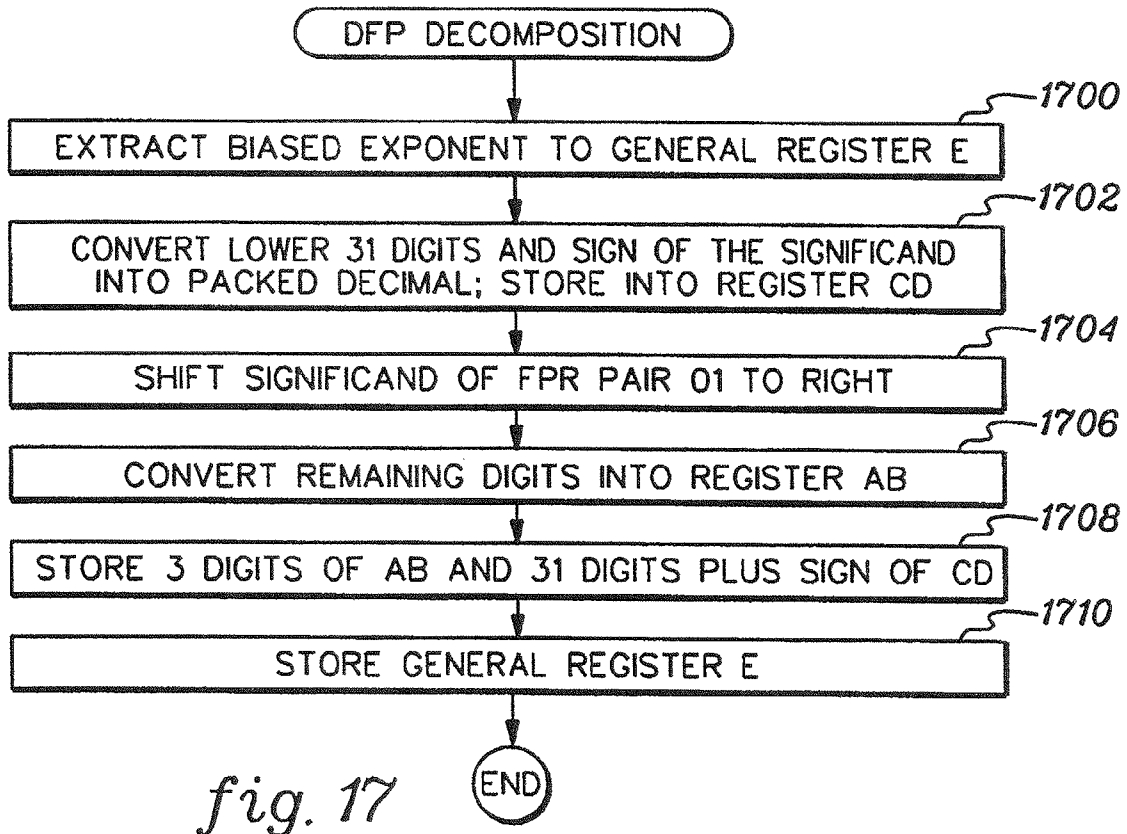 DFP DECOMPOSITION
1700
EXTRACT BIASED EXPONENT TO GENERAL REGISTER E
1702
CONVERT LOWER 31 DIGITS AND SIGN OF THE SIGNIFICAND
INTO PACKED DECIMAL; STORE INTO REGISTER CD
1704
SHIFT SIGNIFICAND OF FPR PAIR 01 TO RIGHT
1706
CONVERT REMAINING DIGITS INTO REGISTER AB
1708
STORE 3 DIGITS OF AB AND 31 DIGITS PLUS SIGN OF CD
1710
STORE GENERAL REGISTER E
END
fig. 17